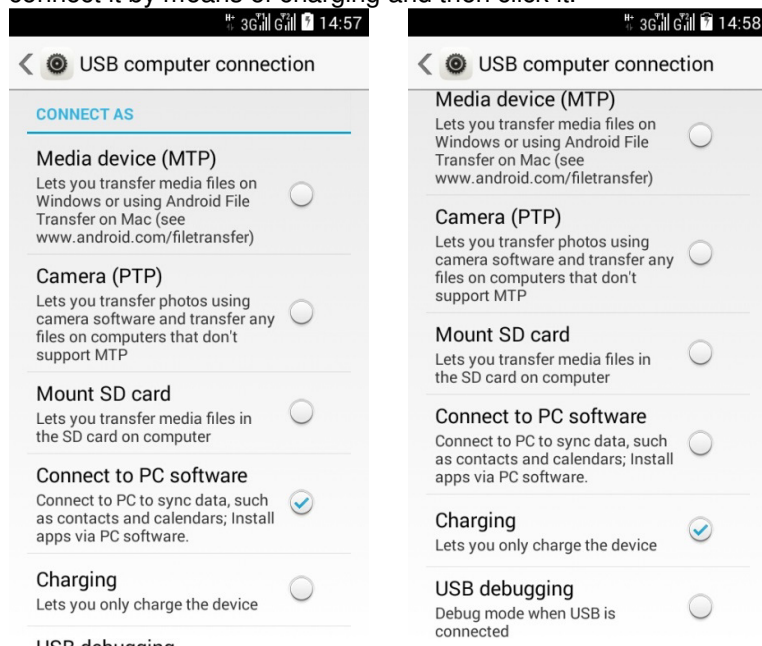 connect it by means of charging and then click it.
H+ 3G G 14:57
USB computer connection
CONNECT AS
Media device (MTP)
Lets you transfer media files on
Windows or using Android File
Transfer on Mac (see
www.android.com/filetransfer)
Camera (PTP)
Lets you transfer photos using
camera software and transfer any
files on computers that don't
support MTP
Mount SD card
Lets you transfer media files in
the SD card on computer
Connect to PC software
Connect to PC to sync data, such
as contacts and calendars; Install
apps via PC software.
Charging
Lets you only charge the device
USB debugging
H+ 3G G 14:58
USB computer connection
Media device (MTP)
Lets you transfer media files on
Windows or using Android File
Transfer on Mac (see
www.android.com/filetransfer)
Camera (PTP)
Lets you transfer photos using
camera software and transfer any
files on computers that don't
support MTP
Mount SD card
Lets you transfer media files in
the SD card on computer
Connect to PC software
Connect to PC to sync data, such
as contacts and calendars; Install
apps via PC software.
Charging
Lets you only charge the device
USB debugging
Debug mode when USB is
connected